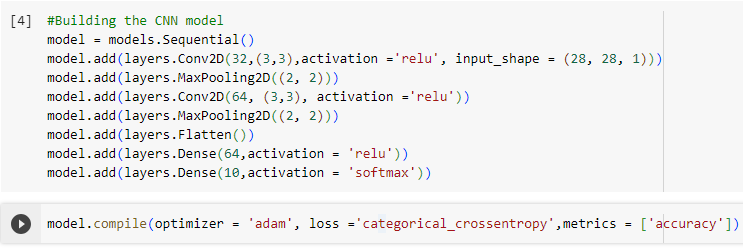 [4] #Building the CNN model
model = models.Sequential()
model.add(layers.Conv2D(32,(3,3),activation ='relu', input_shape = (28, 28, 1)))
model.add(layers.MaxPooling2D((2, 2)))
model.add(layers.Conv2D(64, (3,3), activation ='relu'))
model.add(layers.MaxPooling2D((2, 2)))
model.add(layers.Flatten())
model.add(layers.Dense(64,activation = 'relu'))
model.add(layers.Dense(10,activation = 'softmax'))
model.compile(optimizer = 'adam', loss ='categorical_crossentropy',metrics = ['accuracy'])